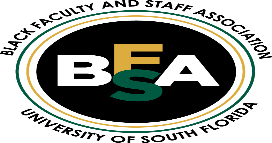 BLACK FACULTY AND STAFF ASSOCIATION
BFSA
UNIVERSITY OF SOUTH FLORIDA